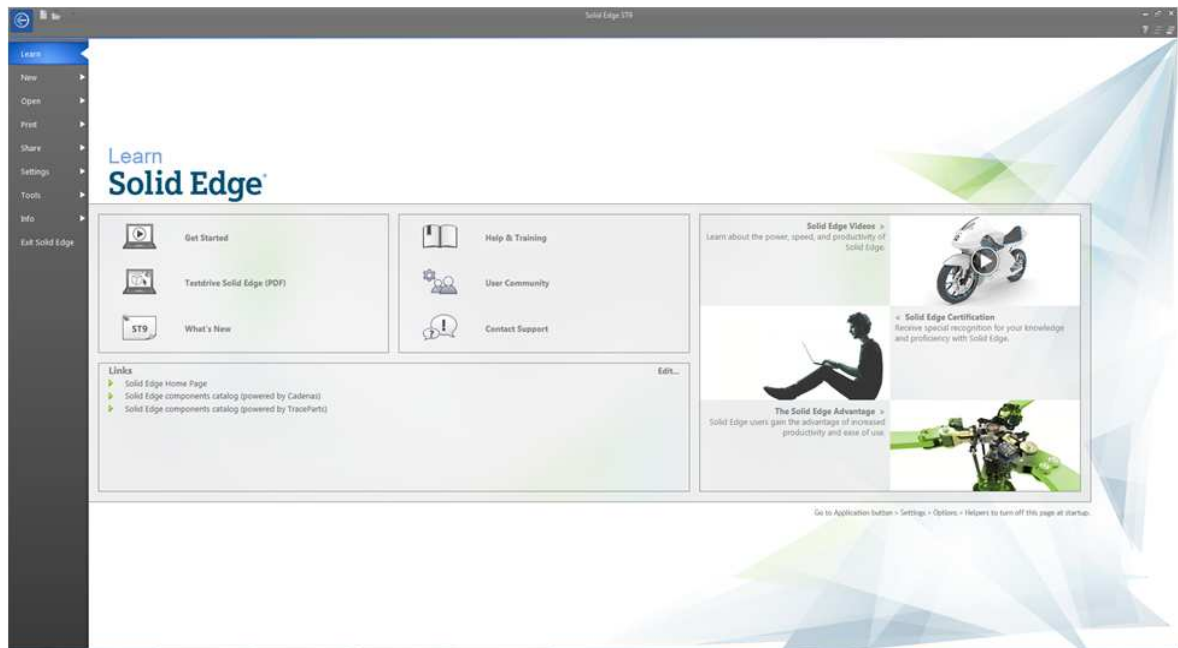 Solid Edge ST9
Learn
New
Open
Print
Share
Settings
Tools
Info
Exit Solid Edge
Learn
Solid Edge®
Get Started
Testdrive Solid Edge (PDF)
ST9
What's New
Help & Training
User Community
Contact Support
Links
Edit...
Solid Edge Home Page
Solid Edge components catalog (powered by Cadenas)
Solid Edge components catalog (powered by TraceParts)
Solid Edge Videos »
Learn about the power, speed, and productivity of
Solid Edge.
« Solid Edge Certification
Receive special recognition for your knowledge
and proficiency with Solid Edge.
The Solid Edge Advantage »
Solid Edge users gain the advantage of increased
productivity and ease of use.
Go to Application button > Settings > Options > Helpers to turn off this page at startup.